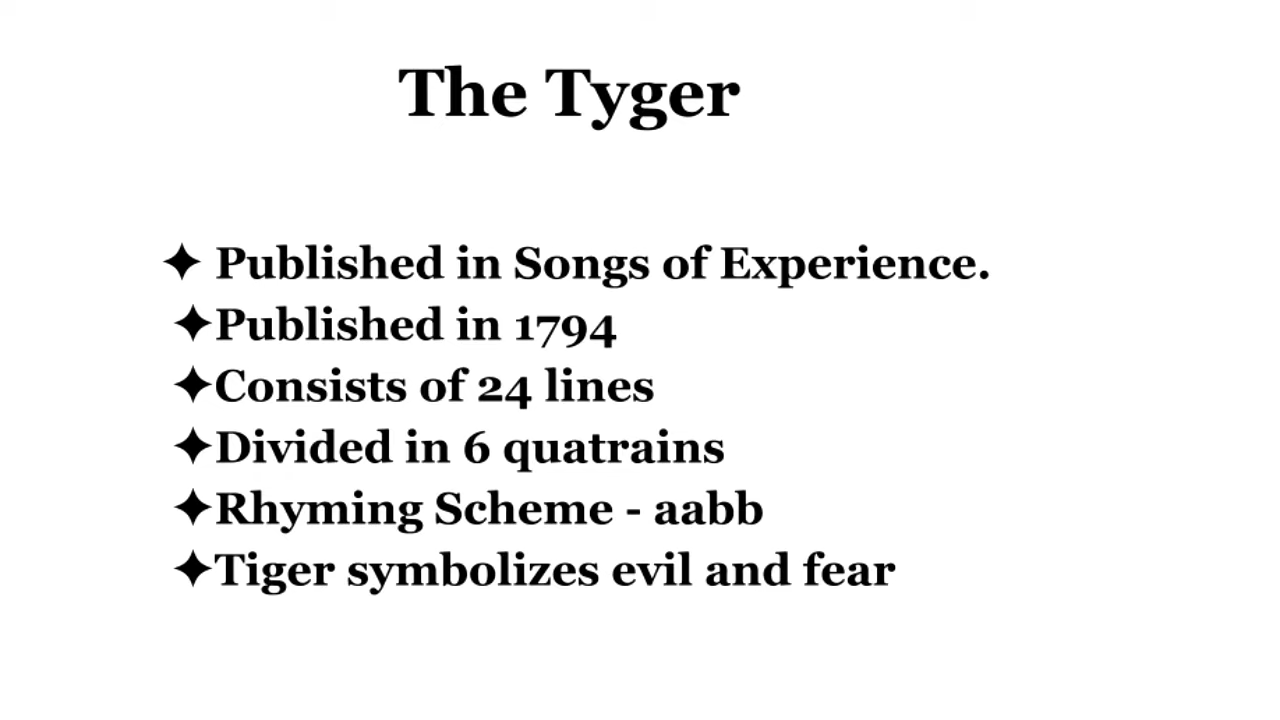 The Tyger
✦ Published in Songs of Experience.
✦Published in 1794
✦Consists of 24 lines
✦Divided in 6 quatrains
✦Rhyming Scheme - aabb
✦Tiger symbolizes evil and fear